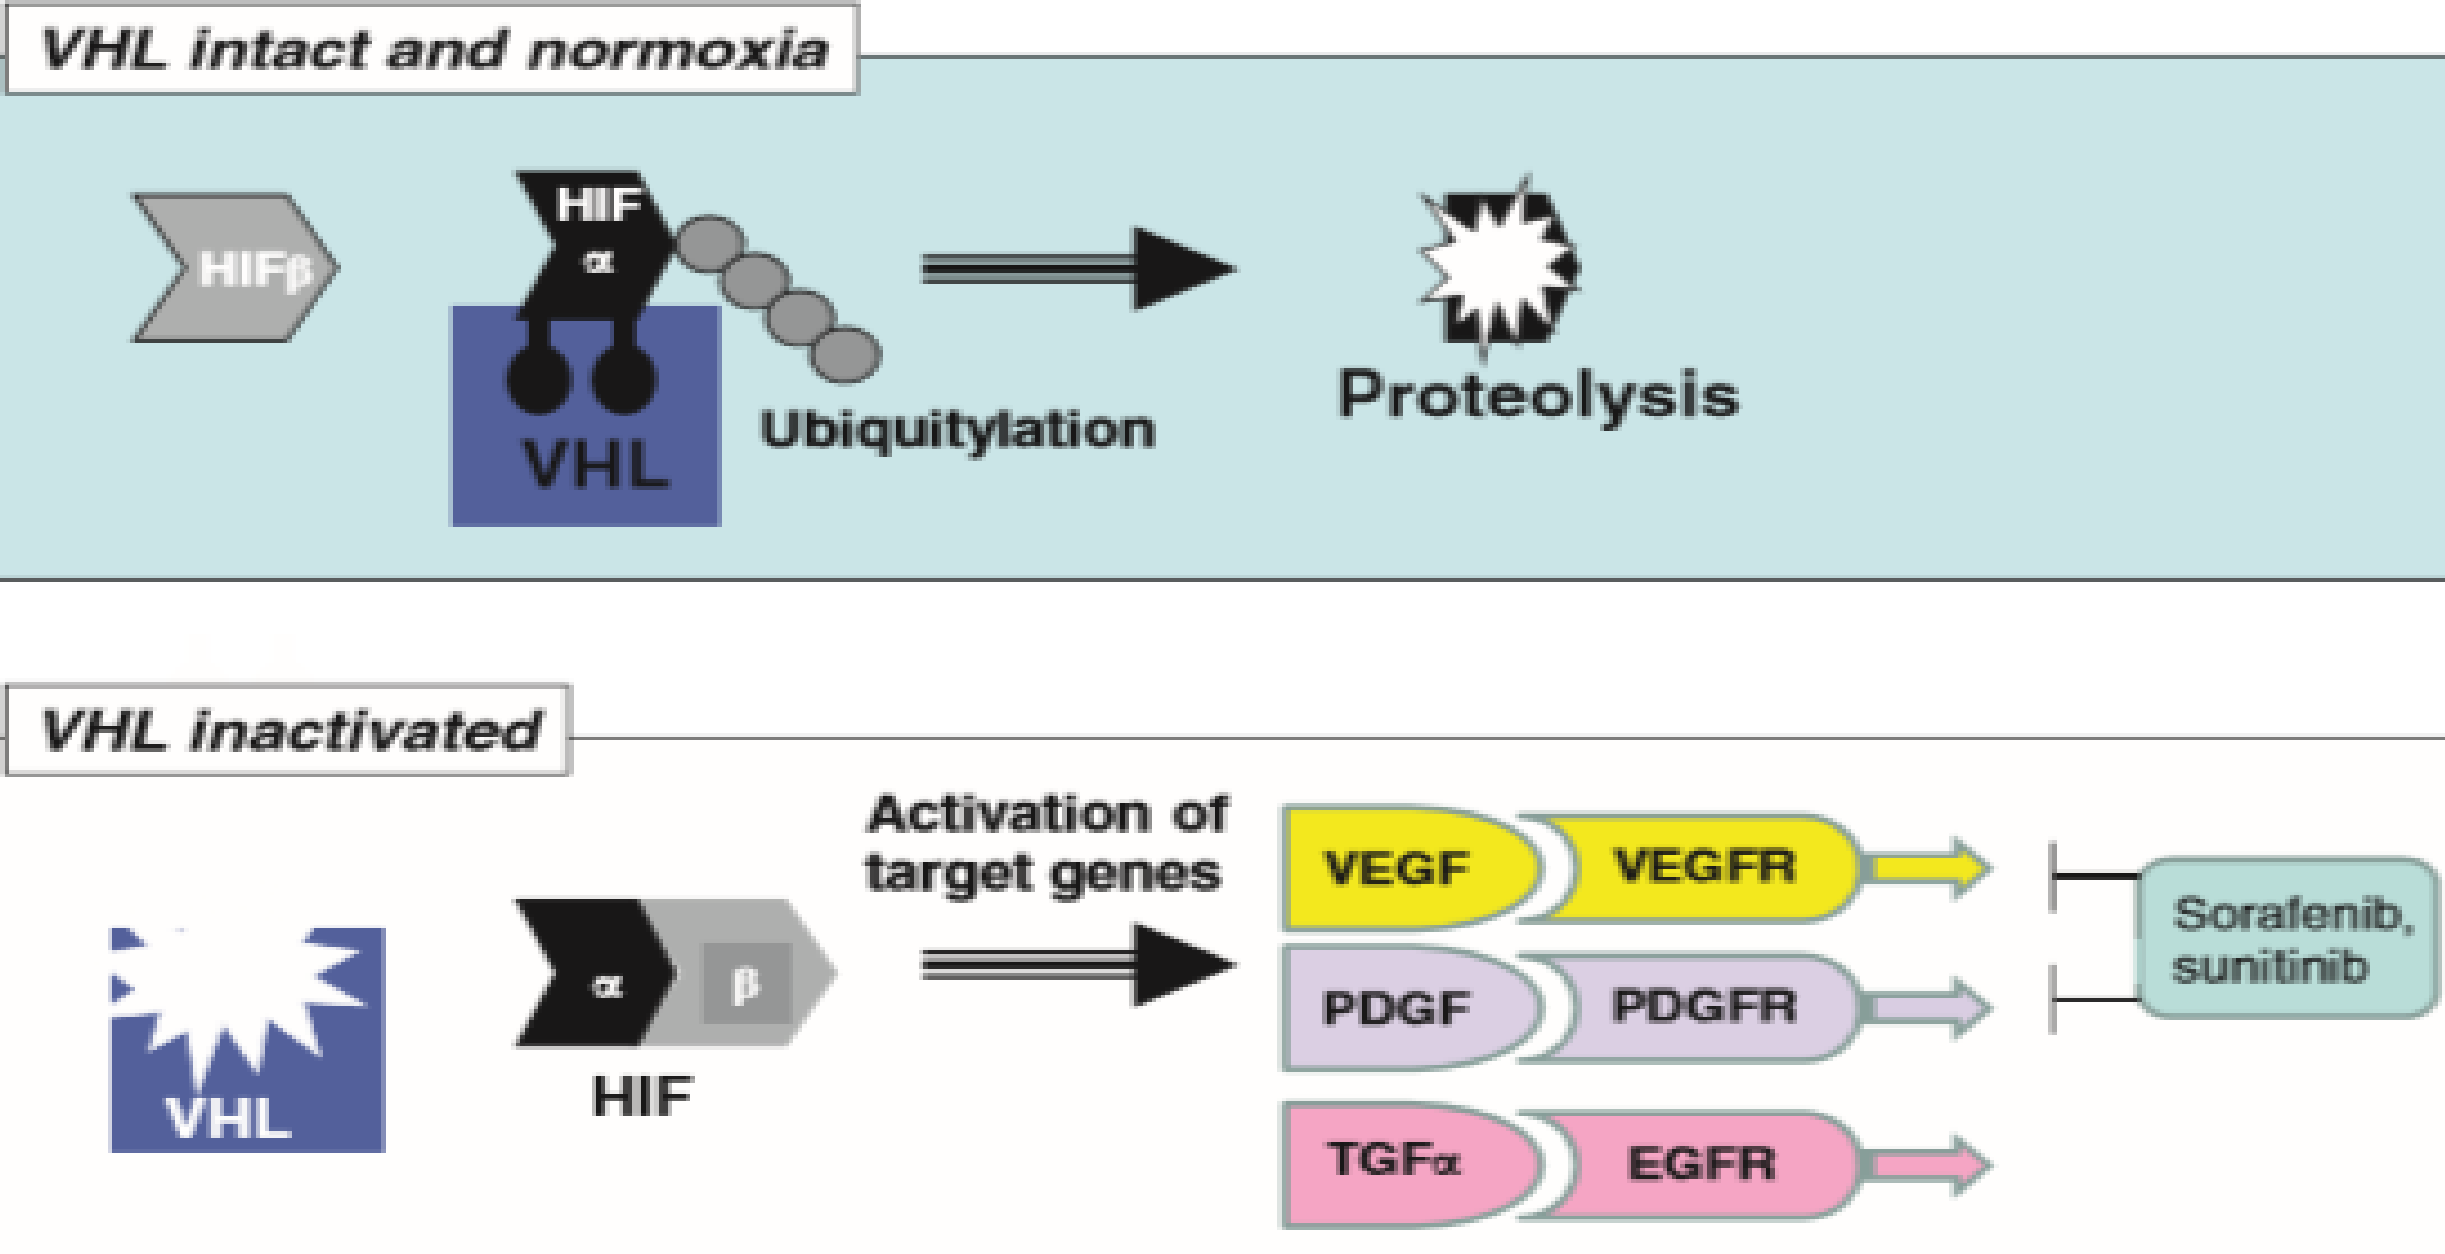 VHL intact and normoxia
HIFβ
HIF
α
VHL
Ubiquitylation
Proteolysis
VHL inactivated
VHL
α
β
HIF
Activation of
target genes
VEGF
VEGFR
PDGF
PDGFR
TGFα
EGFR
Sorafenib,
sunitinib